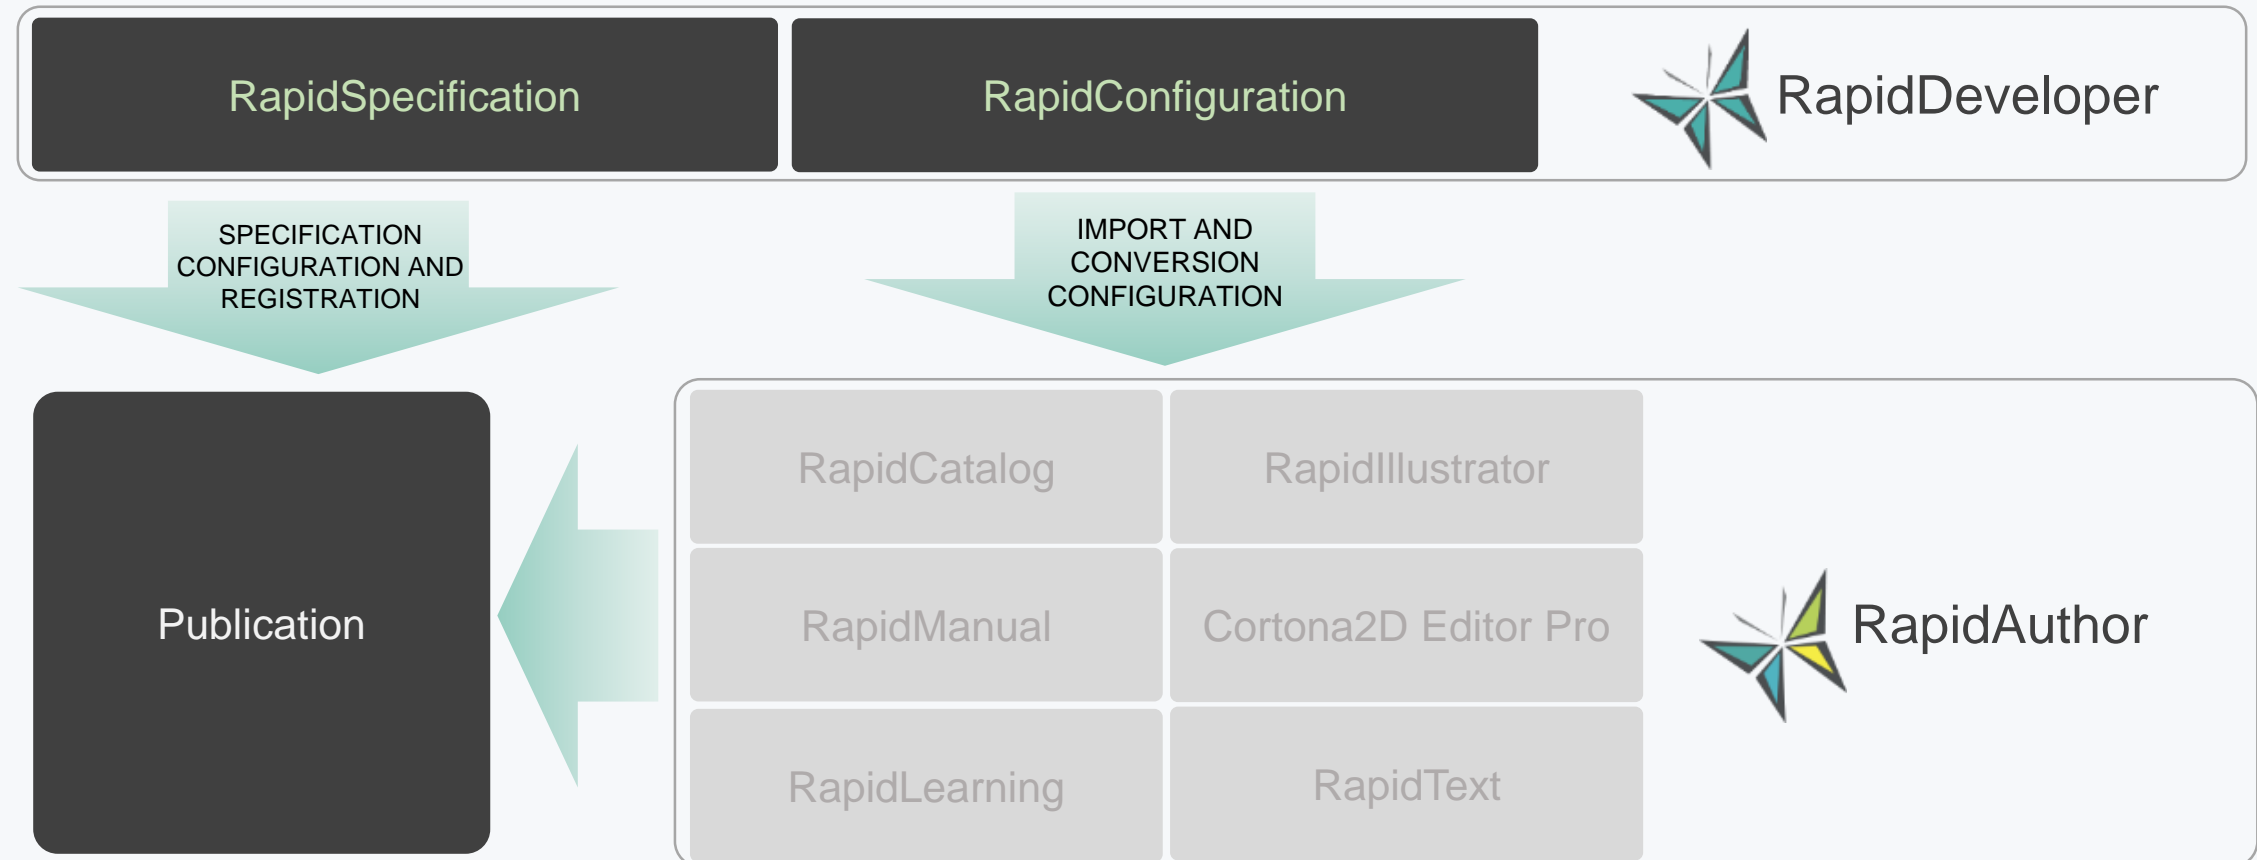 RapidSpecification
RapidConfiguration
RapidDeveloper
SPECIFICATION
CONFIGURATION AND
REGISTRATION
IMPORT AND
CONVERSION
CONFIGURATION
Publication
RapidCatalog
RapidIllustrator
RapidManual
Cortona2D Editor Pro
RapidLearning
RapidText
RapidAuthor